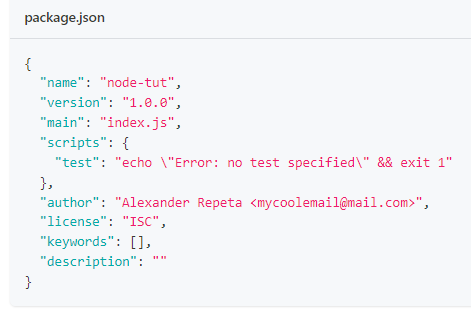 package.json
{
  "name": "node-tut",
  "version": "1.0.0",
  "main": "index.js",
  "scripts": {
    "test": "echo \"Error: no test specified\" && exit 1"
  },
  "author": "Alexander Repeta <mycoolemail@mail.com>",
  "license": "ISC",
  "keywords": [],
  "description": ""
}